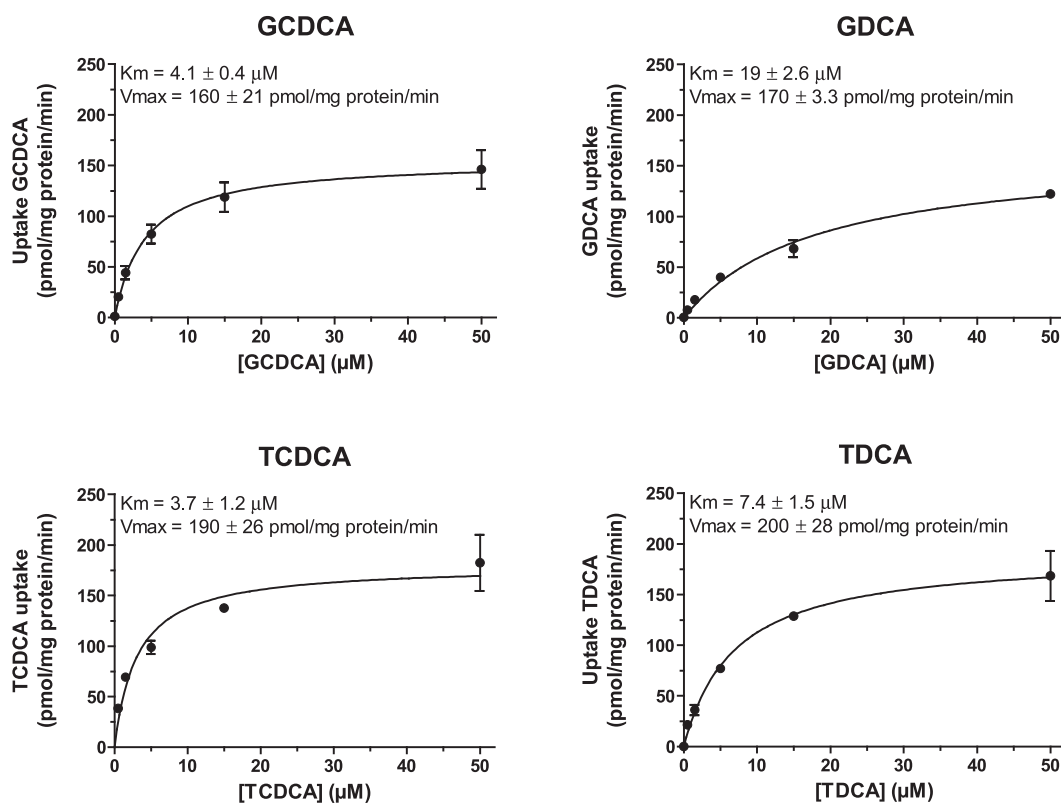 GCDCA
Km = 4.1 ± 0.4 μM
Vmax = 160 ± 21 pmol/mg protein/min
Uptake GCDCA
(pmol/mg protein/min)
250
200
150
100
50
0
0 10 20 30 40 50
[GCDCA] (μM)
GDCA
Km = 19 ± 2.6 μM
Vmax = 170 ± 3.3 pmol/mg protein/min
GDCA uptake
(pmol/mg protein/min)
250
200
150
100
50
0
0 10 20 30 40 50
[GDCA] (μM)
TCDCA
Km = 3.7 ± 1.2 μM
Vmax = 190 ± 26 pmol/mg protein/min
TCDCA uptake
(pmol/mg protein/min)
250
200
150
100
50
0
0 10 20 30 40 50
[TCDCA] (μM)
TDCA
Km = 7.4 ± 1.5 μM
Vmax = 200 ± 28 pmol/mg protein/min
Uptake TDCA
(pmol/mg protein/min)
250
200
150
100
50
0
0 10 20 30 40 50
[TDCA] (μM)